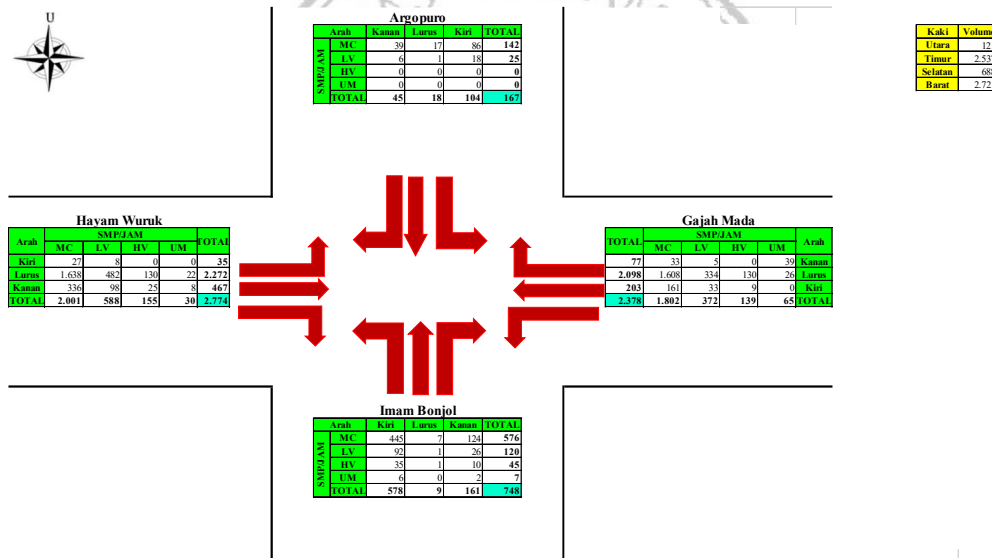 U
Argopuro
Arah Kanan Lurus Kiri TOTAL
SMP/JAM
MC 39 17 86 142
LV 6 1 18 25
HV 0 0 0 0
UM 0 0 0 0
TOTAL 45 18 104 167
Kaki Volume
Utara 12
Timur 2.537
Selatan 688
Barat 2.72
Hayam Wuruk
Arah SMP/JAM TOTAL
MC LV HV UM
Kiri 27 8 0 0 35
Lurus 1.638 482 130 22 2.272
Kanan 336 98 25 8 467
TOTAL 2.001 588 155 30 2.774
Gajah Mada
TOTAL SMP/JAM Arah
MC LV HV UM
77 33 5 0 39 Kanan
2.098 1.608 334 130 26 Lurus
203 161 33 9 0 Kiri
2.378 1.802 372 139 65 TOTAL
Imam Bonjol
Arah Kiri Lurus Kanan TOTAL
SMP/JAM
MC 445 7 124 576
LV 92 1 26 120
HV 35 1 10 45
UM 6 0 2 7
TOTAL 578 9 161 748